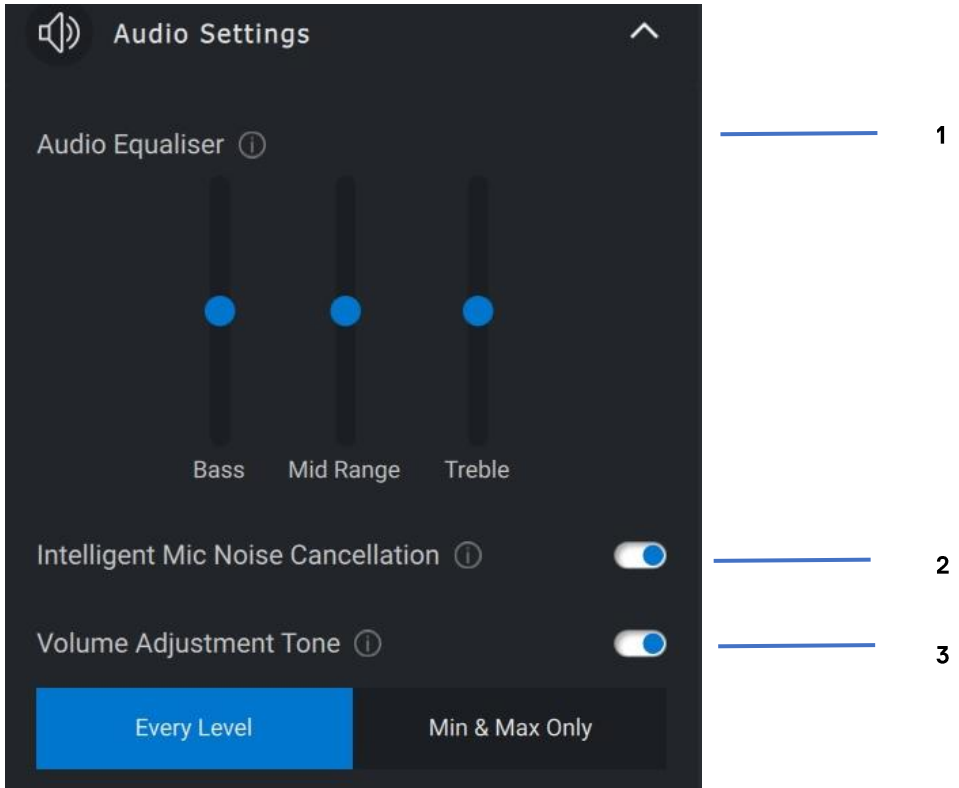 Audio Settings
Audio Equaliser
1
Bass Mid Range Treble
Intelligent Mic Noise Cancellation
2
Volume Adjustment Tone
3
Every Level Min & Max Only